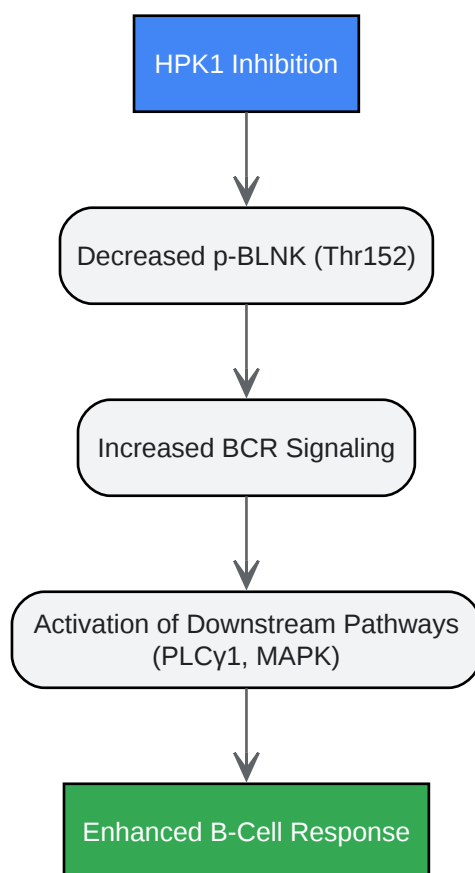 HPK1 Inhibition
Decreased p-BLNK (Thr152)
Increased BCR Signaling
Activation of Downstream Pathways
(PLCγ1, MAPK)
Enhanced B-Cell Response